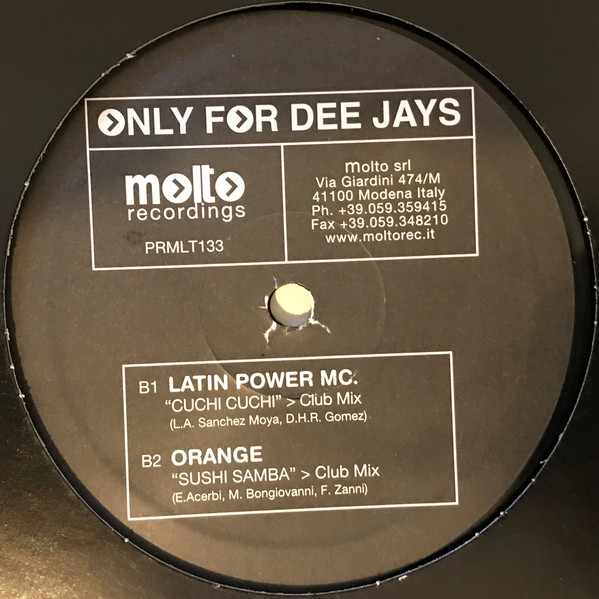 ONLY FOR DEE JAYS
molto
recordings
PRMLT133
molto srl
Via Giardini 474/M
41100 Modena Italy
Ph. +39.059.359415
Fax +39.059.348210
www.moltorec.it
B1 LATIN POWER MC.
"CUCHI CUCHI" > Club Mix
(L.A. Sanchez Moya, D.H.R. Gomez)
B2 ORANGE
"SUSHI SAMBA" > Club Mix
(E.Acerbi, M. Bongiovanni, F. Zanni)